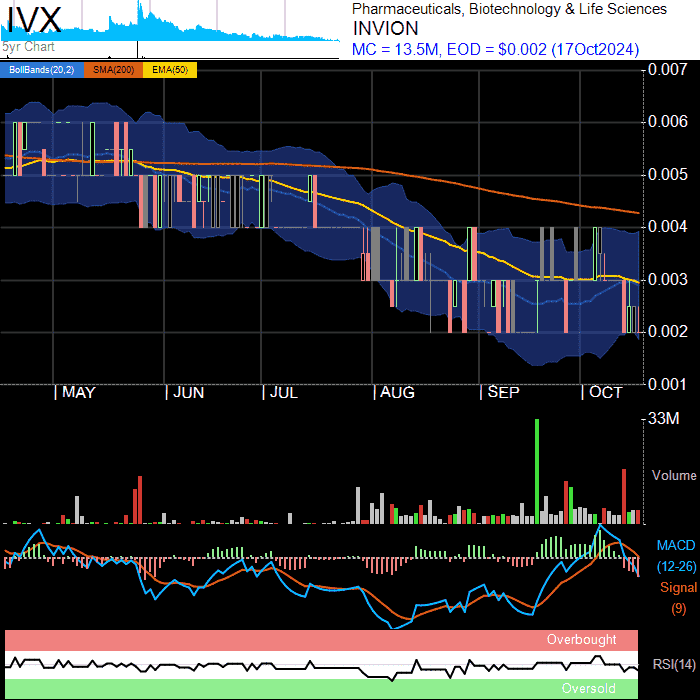 IVX
5yr Chart
Pharmaceuticals, Biotechnology & Life Sciences
INVION
MC = 13.5M, EOD = $0.002 (17Oct2024)
BollBands(20,2) SMA(200) EMA(50)
0.007
0.006
0.005
0.004
0.003
0.002
0.001
MAY JUN JUL AUG SEP OCT
33M
Volume
MACD
(12-26)
Signal
(9)
Overbought
RSI(14)
Oversold